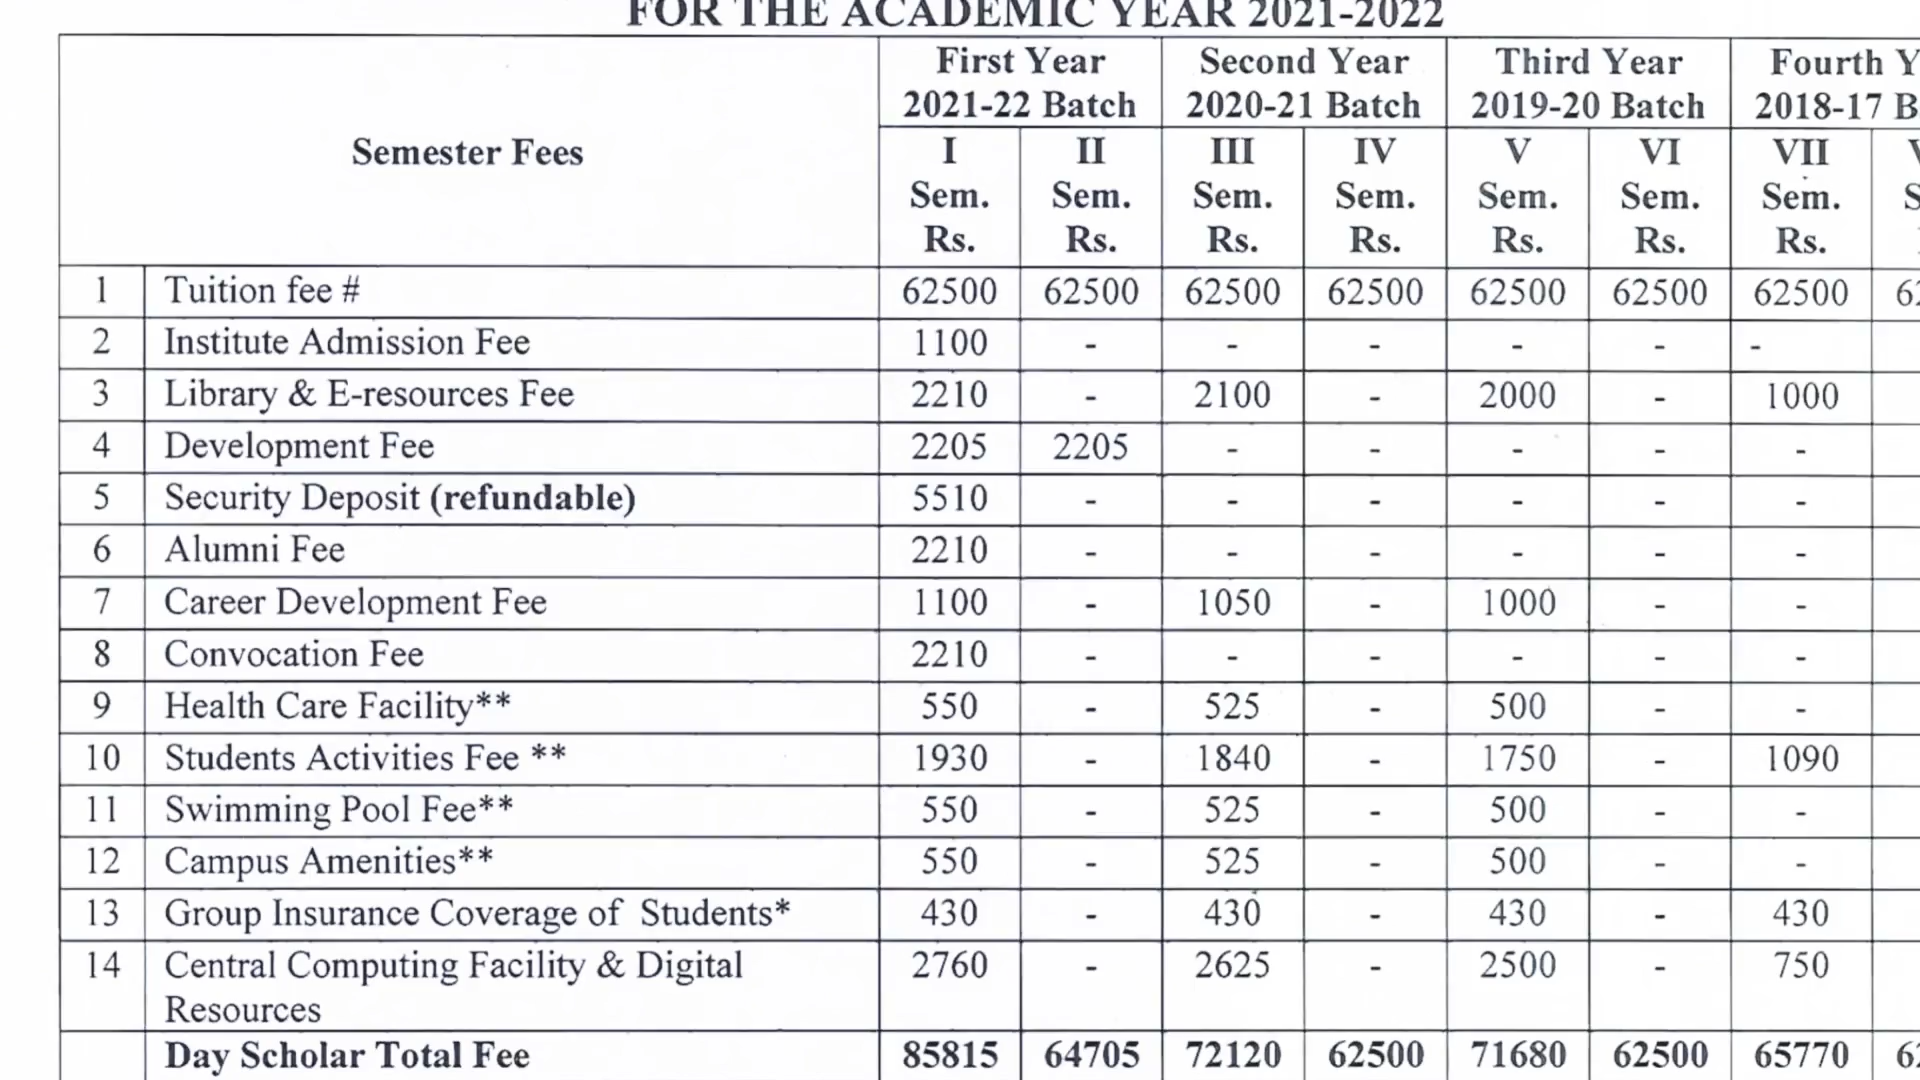 FOR THE ACADEMIC YEAR 2021-2022
Semester Fees
First Year
2021-22 Batch
Second Year
2020-21 Batch
Third Year
2019-20 Batch
Fourth Y
2018-17 B
I Sem. Rs.
II Sem. Rs.
III Sem. Rs.
IV Sem. Rs.
V Sem. Rs.
VI Sem. Rs.
VII Sem. Rs.
1 Tuition fee # 62500 62500 62500 62500 62500 62500 62500 62
2 Institute Admission Fee 1100 - - - - - -
3 Library & E-resources Fee 2210 - 2100 - 2000 - 1000
4 Development Fee 2205 2205 - - - - -
5 Security Deposit (refundable) 5510 - - - - - -
6 Alumni Fee 2210 - - - - - -
7 Career Development Fee 1100 - 1050 - 1000 - -
8 Convocation Fee 2210 - - - - - -
9 Health Care Facility** 550 - 525 - 500 - -
10 Students Activities Fee ** 1930 - 1840 - 1750 - 1090
11 Swimming Pool Fee** 550 - 525 - 500 - -
12 Campus Amenities** 550 - 525 - 500 - -
13 Group Insurance Coverage of Students* 430 - 430 - 430 - 430
14 Central Computing Facility & Digital 2760 - 2625 - 2500 - 750
Resources
Day Scholar Total Fee 85815 64705 72120 62500 71680 62500 65770 62